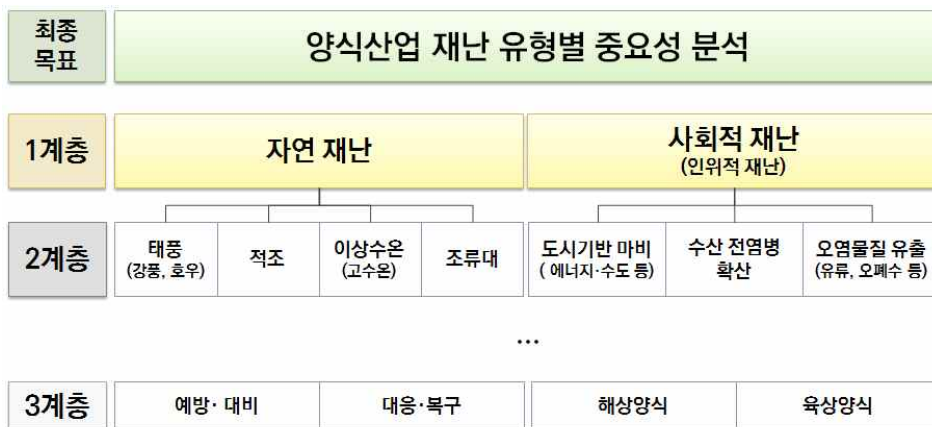 최종
목표
양식산업 재난 유형별 중요성 분석
1계층
자연 재난
사회적 재난
(인위적 재난)
2계층
태풍
(강풍, 호우)
적조
이상수온
(고수온)
조류대
도시기반 마비
( 에너지·수도 등)
수산 전염병
확산
오염물질 유출
(유류, 오폐수 등)
...
3계층
예방· 대비
대응·복구
해상양식
육상양식